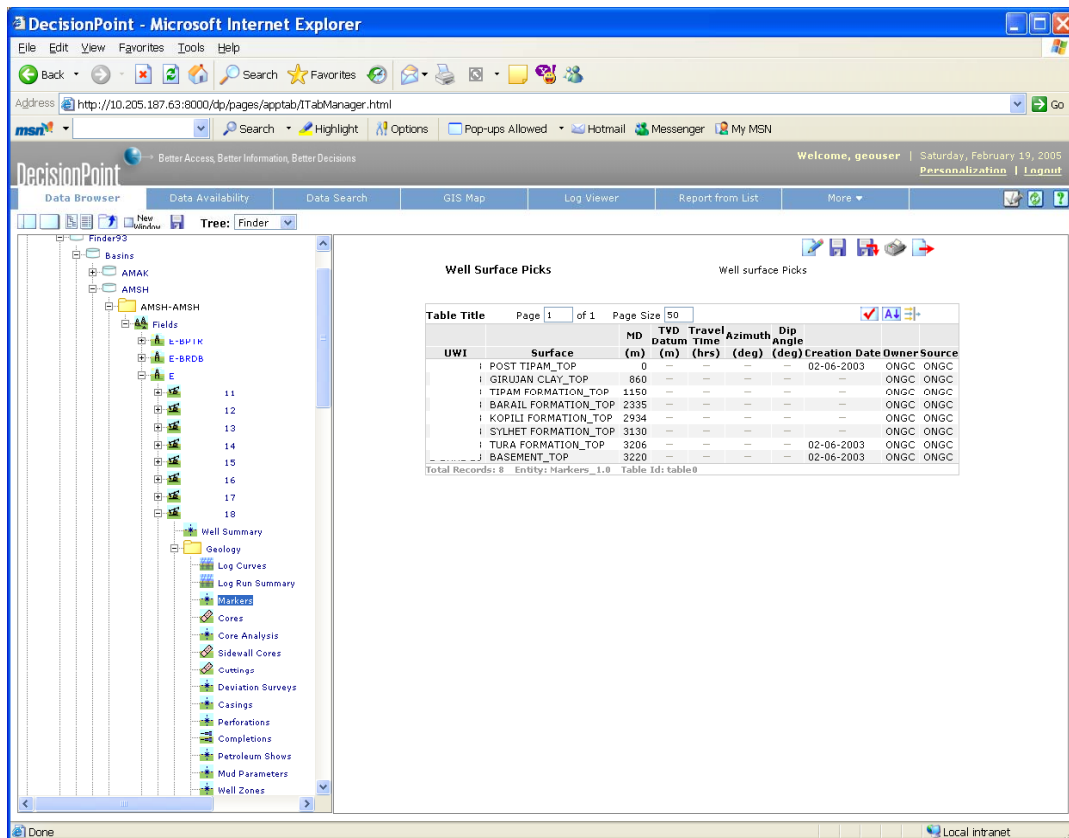 DecisionPoint - Microsoft Internet Explorer
File Edit View Favorites Tools Help
Back Search Favorites
Address http://10.205.187.63:8000/dp/pages/apptab/ITabManager.html Go
msn Search Highlight Options Pop-ups Allowed Hotmail Messenger My MSN
DecisionPoint Better Access, Better Information, Better Decisions Welcome, geouser | Saturday, February 19, 2005
Personalization | Logout
Data Browser Data Availability Data Search GIS Map Log Viewer Report from List More
New Window Tree: Finder
Finder93
Basins
AMAK
AMSH
AMSH-AMSH
Fields
E-BPTR
E-BRDB
E
11
12
13
14
15
16
17
18
Well Summary
Geology
Log Curves
Log Run Summary
Markers
Cores
Core Analysis
Sidewall Cores
Cuttings
Deviation Surveys
Casings
Perforations
Completions
Petroleum Shows
Mud Parameters
Well Zones
Well Surface Picks Well surface Picks
Table Title Page 1 of 1 Page Size 50
MD TVD Datum Travel Time Azimuth Dip Angle
UWI Surface (m) (m) (hrs) (deg) (deg) Creation Date Owner Source
POST TIPAM_TOP 0 — — — — 02-06-2003 ONGC ONGC
GIRUJAN CLAY_TOP 860 — — — — — ONGC ONGC
TIPAM FORMATION_TOP 1150 — — — — — ONGC ONGC
BARAIL FORMATION_TOP 2335 — — — — — ONGC ONGC
KOPILI FORMATION_TOP 2934 — — — — — ONGC ONGC
SYLHET FORMATION_TOP 3130 — — — — — ONGC ONGC
TURA FORMATION_TOP 3206 — — — — 02-06-2003 ONGC ONGC
BASEMENT_TOP 3220 — — — — 02-06-2003 ONGC ONGC
Total Records: 8 Entity: Markers_1.0 Table Id: table0
Done Local intranet